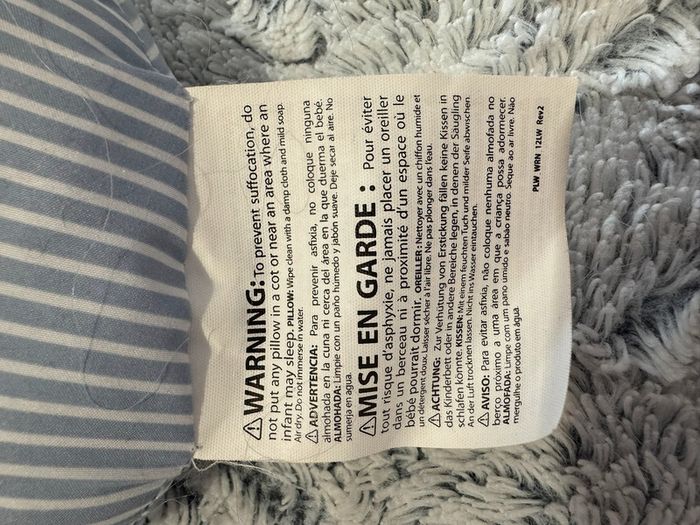 ⚠WARNING: To prevent suffocation, do
not put any pillow in a cot or near an area where an
infant may sleep. PILLOW: Wipe clean with a damp cloth and mild soap.
Air dry. Do not immerse in water.
⚠ADVERTENCIA: Para prevenir asfixia, no coloque ninguna
almohada en la cuna ni cerca del área en la que duerma el bebé.
ALMOHADA: Limpie con un paño humedo y jabón suave. Deje secar al aire. No
sumerja en agua.
⚠MISE EN GARDE : Pour éviter
tout risque d'asphyxie, ne jamais placer un oreiller
dans un berceau ni à proximité d'un espace où le
bébé pourrait dormir. OREILLER : Nettoyer avec un chiffon humide et
un détergent doux. Laisser sécher à l'air libre. Ne pas plonger dans l'eau.
⚠ACHTUNG: Zur Verhütung von Erstickung fällen keine Kissen in
das Kinderbett oder in andere Bereiche legen, in denen der Säugling
schlafen könnte. KISSEN: Mit einem feuchten Tuch und milder Seife abwischen.
An der Luft trocknen lassen. Nicht ins Wasser eintauchen.
⚠ AVISO: Para evitar asfixia, não coloque nenhuma almofada no
berço próximo a uma área em que a criança possa adormecer.
ALMOFADA: Limpe com um pano úmido e sabão neutro. Seque ao ar livre. Não
mergulhe o produto em água.
PLW WRN 12LW Rev2